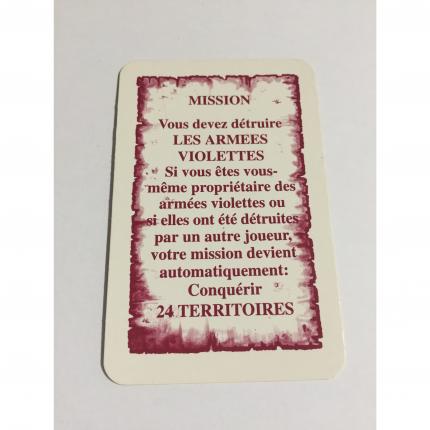 MISSION
Vous devez détruire
LES ARMEES
VIOLETTES
Si vous êtes vous-
même propriétaire des
armées violettes ou
si elles ont été détruites
par un autre joueur,
votre mission devient
automatiquement:
Conquérir
24 TERRITOIRES